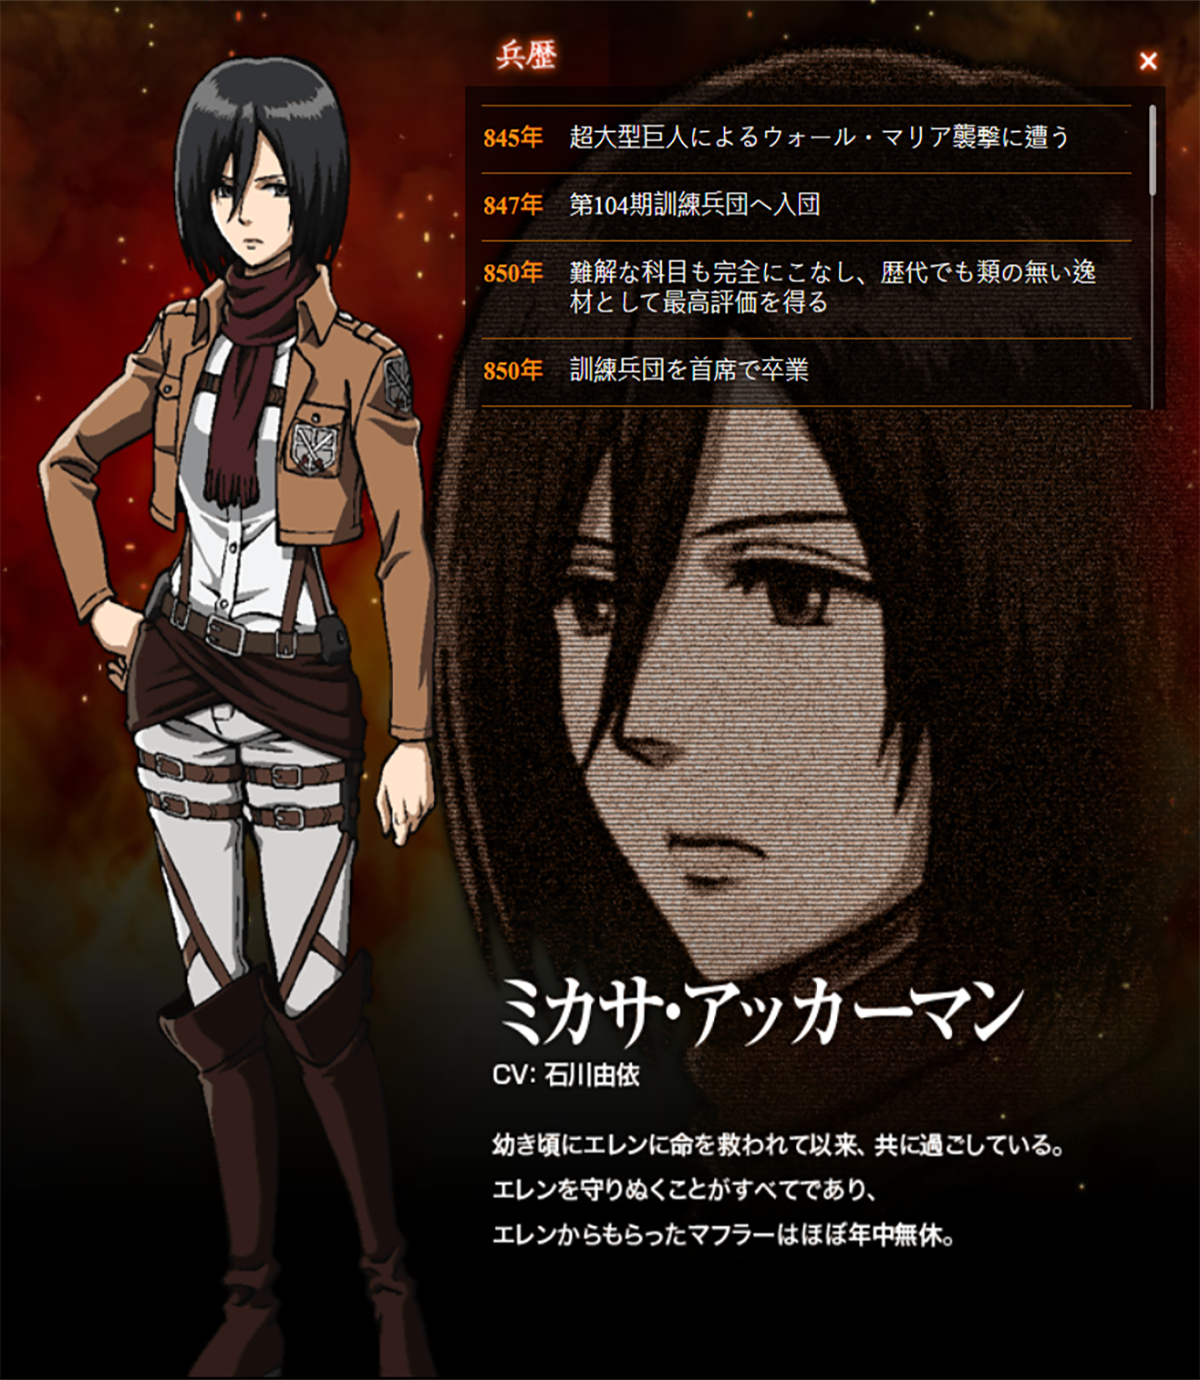 兵歴
×
845年 超大型巨人によるウォール・マリア襲撃に遭う
847年 第104期訓練兵団へ入団
850年 難解な科目も完全にこなし、歴代でも類の無い逸
材として最高評価を得る
850年 訓練兵団を首席で卒業
ミカサ・アッカーマン
CV: 石川由依
幼き頃にエレンに命を救われて以来、共に過ごしている。
エレンを守りぬくことがすべてであり、
エレンからもらったマフラーはほぼ年中無休。